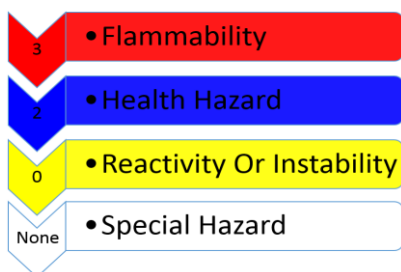 3
• Flammability
2
• Health Hazard
0
• Reactivity Or Instability
None
• Special Hazard